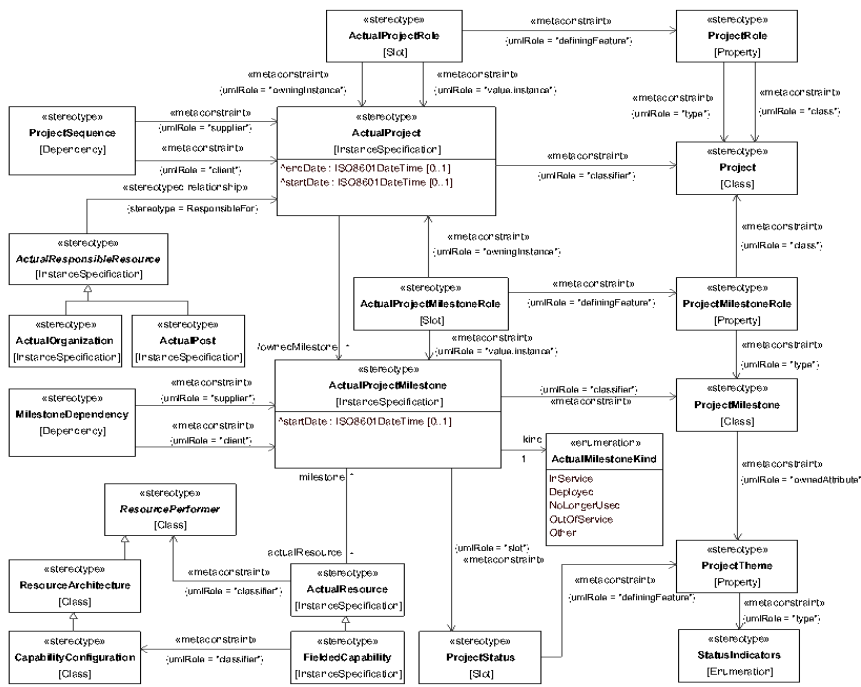 «stereotype»
ActualProjectRole
[Slot]
«metaconstraint»
{umlRole = "definingFeature"}
«stereotype»
ProjectRole
[Property]
«metaconstraint»
{umlRole = "owningInstance"}
«metaconstraint»
{umlRole = "value.instance"}
«metaconstraint»
{umlRole = "type"}
«metaconstraint»
{umlRole = "class"}
«stereotype»
ProjectSequence
[Dependency]
«metaconstraint»
{umlRole = "supplier"}
«metaconstraint»
{umlRole = "client"}
«stereotype»
ActualProject
[InstanceSpecification]
^endDate : ISO8601DateTime [0..1]
^startDate : ISO8601DateTime [0..1]
«metaconstraint»
{umlRole = "classifier"}
«stereotype»
Project
[Class]
«stereotyped relationship»
{stereotype = ResponsibleFor}
«stereotype»
ActualResponsibleResource
[InstanceSpecification]
«metaconstraint»
{umlRole = "owningInstance"}
«metaconstraint»
{umlRole = "class"}
«stereotype»
ActualOrganization
[InstanceSpecification]
«stereotype»
ActualPost
[InstanceSpecification]
«stereotype»
ActualProjectMilestoneRole
[Slot]
«metaconstraint»
{umlRole = "definingFeature"}
«stereotype»
ProjectMilestoneRole
[Property]
/ownedMilestone *
«metaconstraint»
{umlRole = "value.instance"}
«metaconstraint»
{umlRole = "type"}
«stereotype»
MilestoneDependency
[Dependency]
«metaconstraint»
{umlRole = "supplier"}
«metaconstraint»
{umlRole = "client"}
«stereotype»
ActualProjectMilestone
[InstanceSpecification]
^startDate : ISO8601DateTime [0..1]
{umlRole = "classifier"}
«metaconstraint»
«stereotype»
ProjectMilestone
[Class]
kind
1
«enumeration»
ActualMilestoneKind
InService
Deployed
NoLongerUsed
OutOfService
Other
«metaconstraint»
{umlRole = "ownedAttribute"}
milestone *
actualResource *
«stereotype»
ResourcePerformer
[Class]
«metaconstraint»
{umlRole = "classifier"}
{umlRole = "slot"}
«metaconstraint»
«stereotype»
ResourceArchitecture
[Class]
«stereotype»
ActualResource
[InstanceSpecification]
«metaconstraint»
{umlRole = "definingFeature"}
«stereotype»
ProjectTheme
[Property]
«metaconstraint»
{umlRole = "type"}
«stereotype»
CapabilityConfiguration
[Class]
«metaconstraint»
{umlRole = "classifier"}
«stereotype»
FieldedCapability
[InstanceSpecification]
«stereotype»
ProjectStatus
[Slot]
«stereotype»
StatusIndicators
[Enumeration]